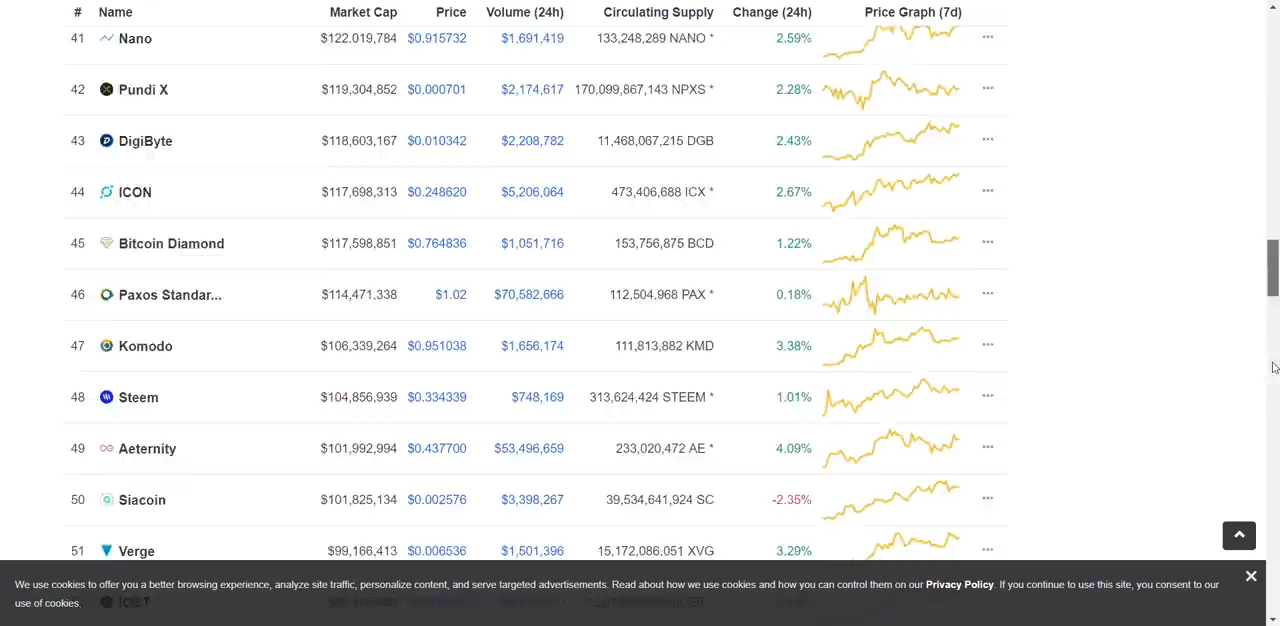 # Name Market Cap Price Volume (24h) Circulating Supply Change (24h) Price Graph (7d)
41 Nano $122,019,784 $0.915732 $1,691,419 133,248,289 NANO * 2.59%
42 Pundi X $119,304,852 $0.000701 $2,174,617 170,099,867,143 NPXS * 2.28%
43 DigiByte $118,603,167 $0.010342 $2,208,782 11,468,067,215 DGB 2.43%
44 ICON $117,698,313 $0.248620 $5,206,064 473,406,688 ICX * 2.67%
45 Bitcoin Diamond $117,598,851 $0.764836 $1,051,716 153,756,875 BCD 1.22%
46 Paxos Standar... $114,471,338 $1.02 $70,582,666 112,504,968 PAX * 0.18%
47 Komodo $106,339,264 $0.951038 $1,656,174 111,813,882 KMD 3.38%
48 Steem $104,856,939 $0.334339 $748,169 313,624,424 STEEM * 1.01%
49 Aeternity $101,992,994 $0.437700 $53,496,659 233,020,472 AE * 4.09%
50 Siacoin $101,825,134 $0.002576 $3,398,267 39,534,641,924 SC -2.35%
51 Verge $99,166,413 $0.006536 $1,501,396 15,172,086,051 XVG 3.29%
We use cookies to offer you a better browsing experience, analyze site traffic, personalize content, and serve targeted advertisements. Read about how we use cookies and how you can control them on our Privacy Policy. If you continue to use this site, you consent to our
use of cookies.